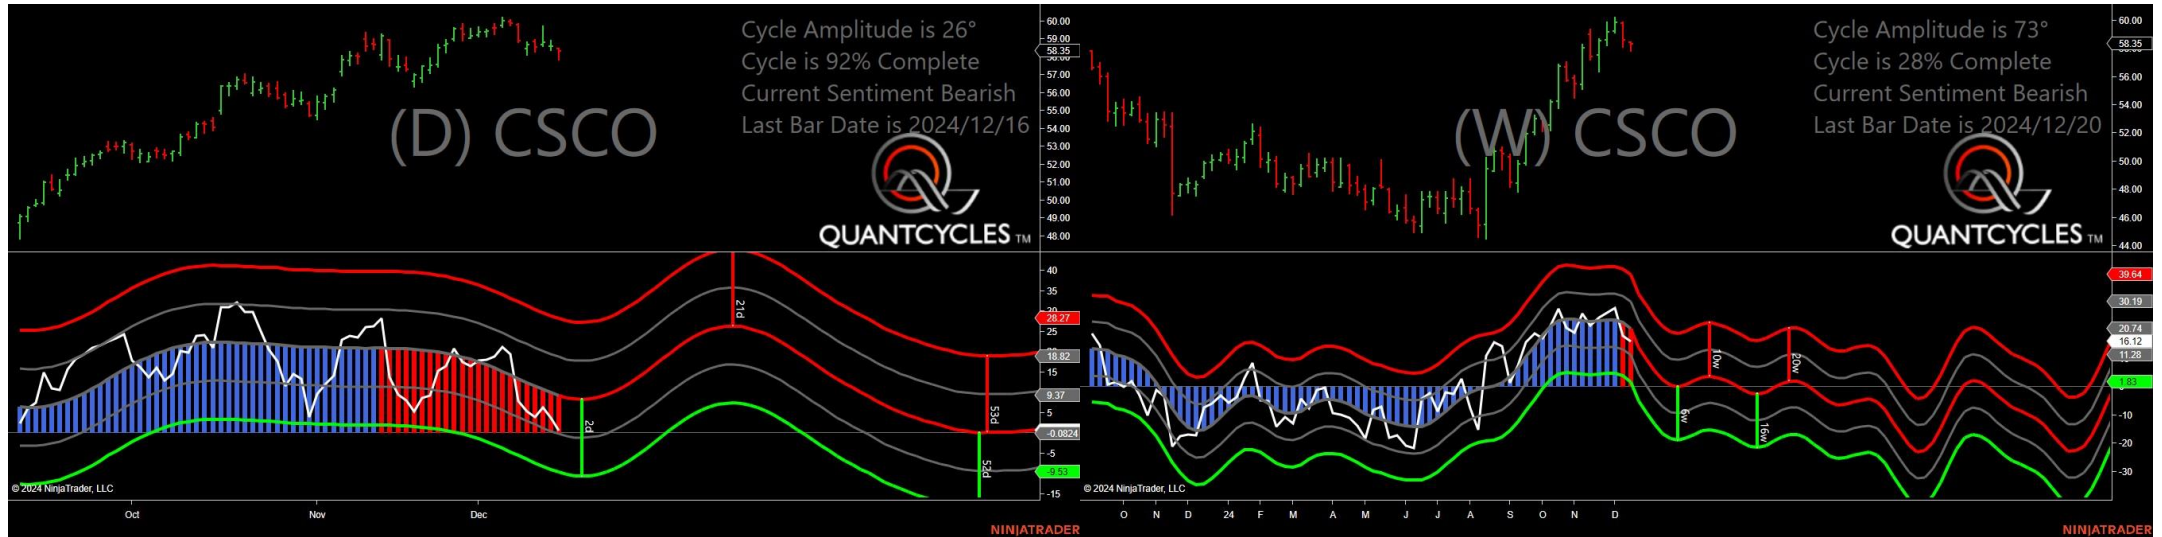 Cycle Amplitude is 26°
Cycle is 92% Complete
Current Sentiment Bearish
Last Bar Date is 2024/12/16
(D) CSCO
QUANTCYCLES TM
60.00
59.00
58.35
58.00
57.00
56.00
55.00
54.00
53.00
52.00
51.00
50.00
49.00
48.00
40
35
30
28.27
25
18.82
15
9.37
5
-0.0824
-5
-9.53
-15
21d
2d
53d
52d
© 2024 NinjaTrader, LLC
Oct
Nov
Dec
NINJATRADER
Cycle Amplitude is 73°
Cycle is 28% Complete
Current Sentiment Bearish
Last Bar Date is 2024/12/20
(W) CSCO
QUANTCYCLES TM
60.00
58.35
56.00
54.00
52.00
50.00
48.00
46.00
44.00
39.64
30.19
20.74
16.12
11.28
1.83
-10
-20
-30
10w
20w
6w
16w
© 2024 NinjaTrader, LLC
O N D 24 F M A M J J A S O N D
NINJATRADER